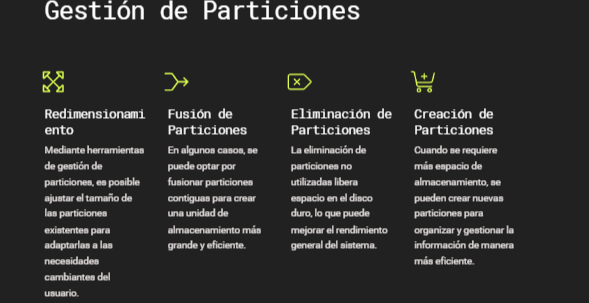 Gestión de Particiones
Redimensionami
ento
Mediante herramientas
de gestión de
particiones, es posible
ajustar el tamaño de
las particiones
existentes para
adaptarlas a las
necesidades
cambiantes del
usuario.
Fusión de
Particiones
En algunos casos, se
puede optar por
fusionar particiones
contiguas para crear
una unidad de
almacenamiento más
grande y eficiente.
Eliminación de
Particiones
La eliminación de
particiones no
utilizadas libera
espacio en el disco
duro, lo que puede
mejorar el rendimiento
general del sistema.
Creación de
Particiones
Cuando se requiere
más espacio de
almacenamiento, se
pueden crear nuevas
particiones para
organizar y gestionar la
información de manera
más eficiente.